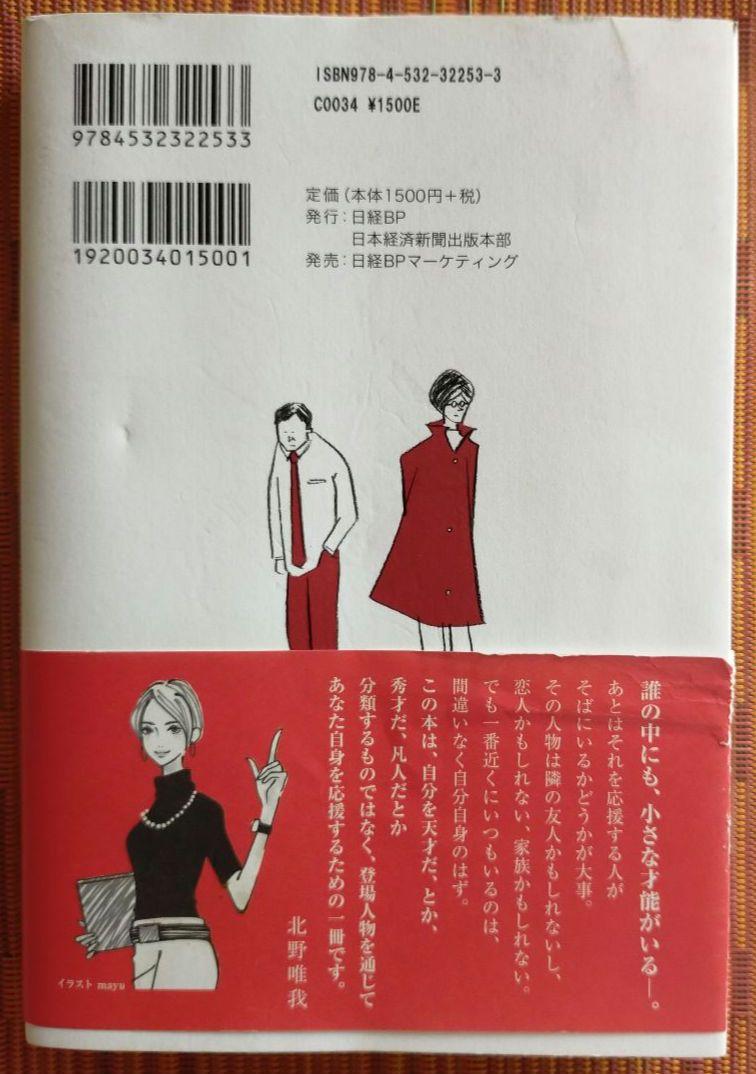 ISBN978-4-532-32253-3
C0034 ¥1500E
9784532322533
定価(本体1500円+税)
発行:日経BP
日本経済新聞出版本部
発売:日経BPマーケティング
1920034015001
誰の中にも、小さな才能がいる―。
あとはそれを応援する人が
そばにいるかどうかが大事。
その人物は隣の友人かもしれないし、
恋人かもしれない、家族かもしれない。
でも一番近くにいつもいるのは、
間違いなく自分自身のはず。
この本は、自分を天才だ、とか、
秀才だ、凡人だとか
分類するものではなく、登場人物を通じて
あなた自身を応援するための一冊です。
北野唯我
イラスト mayu